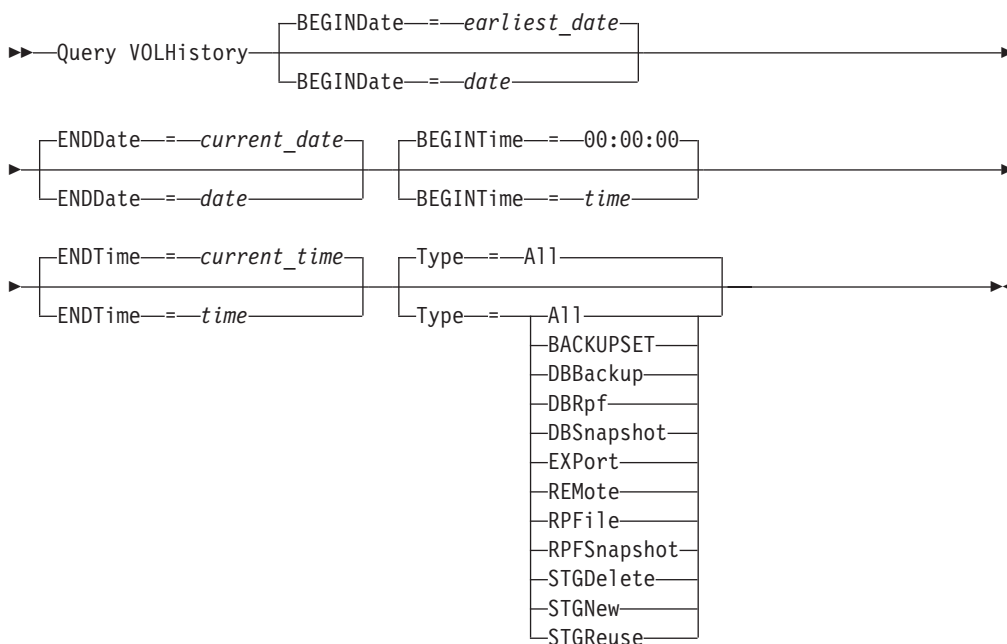 BEGINDate = earliest_date
Query VOLHistory
BEGINDate = date
ENDDate = current_date BEGINTime = 00:00:00
ENDDate = date BEGINTime = time
ENDTime = current_time Type = All
ENDTime = time Type = All
BACKUPSET
DBBackup
DBRpf
DBSnapshot
EXPort
REMote
RPFile
RPFSnapshot
STGDelete
STGNew
STGReuse